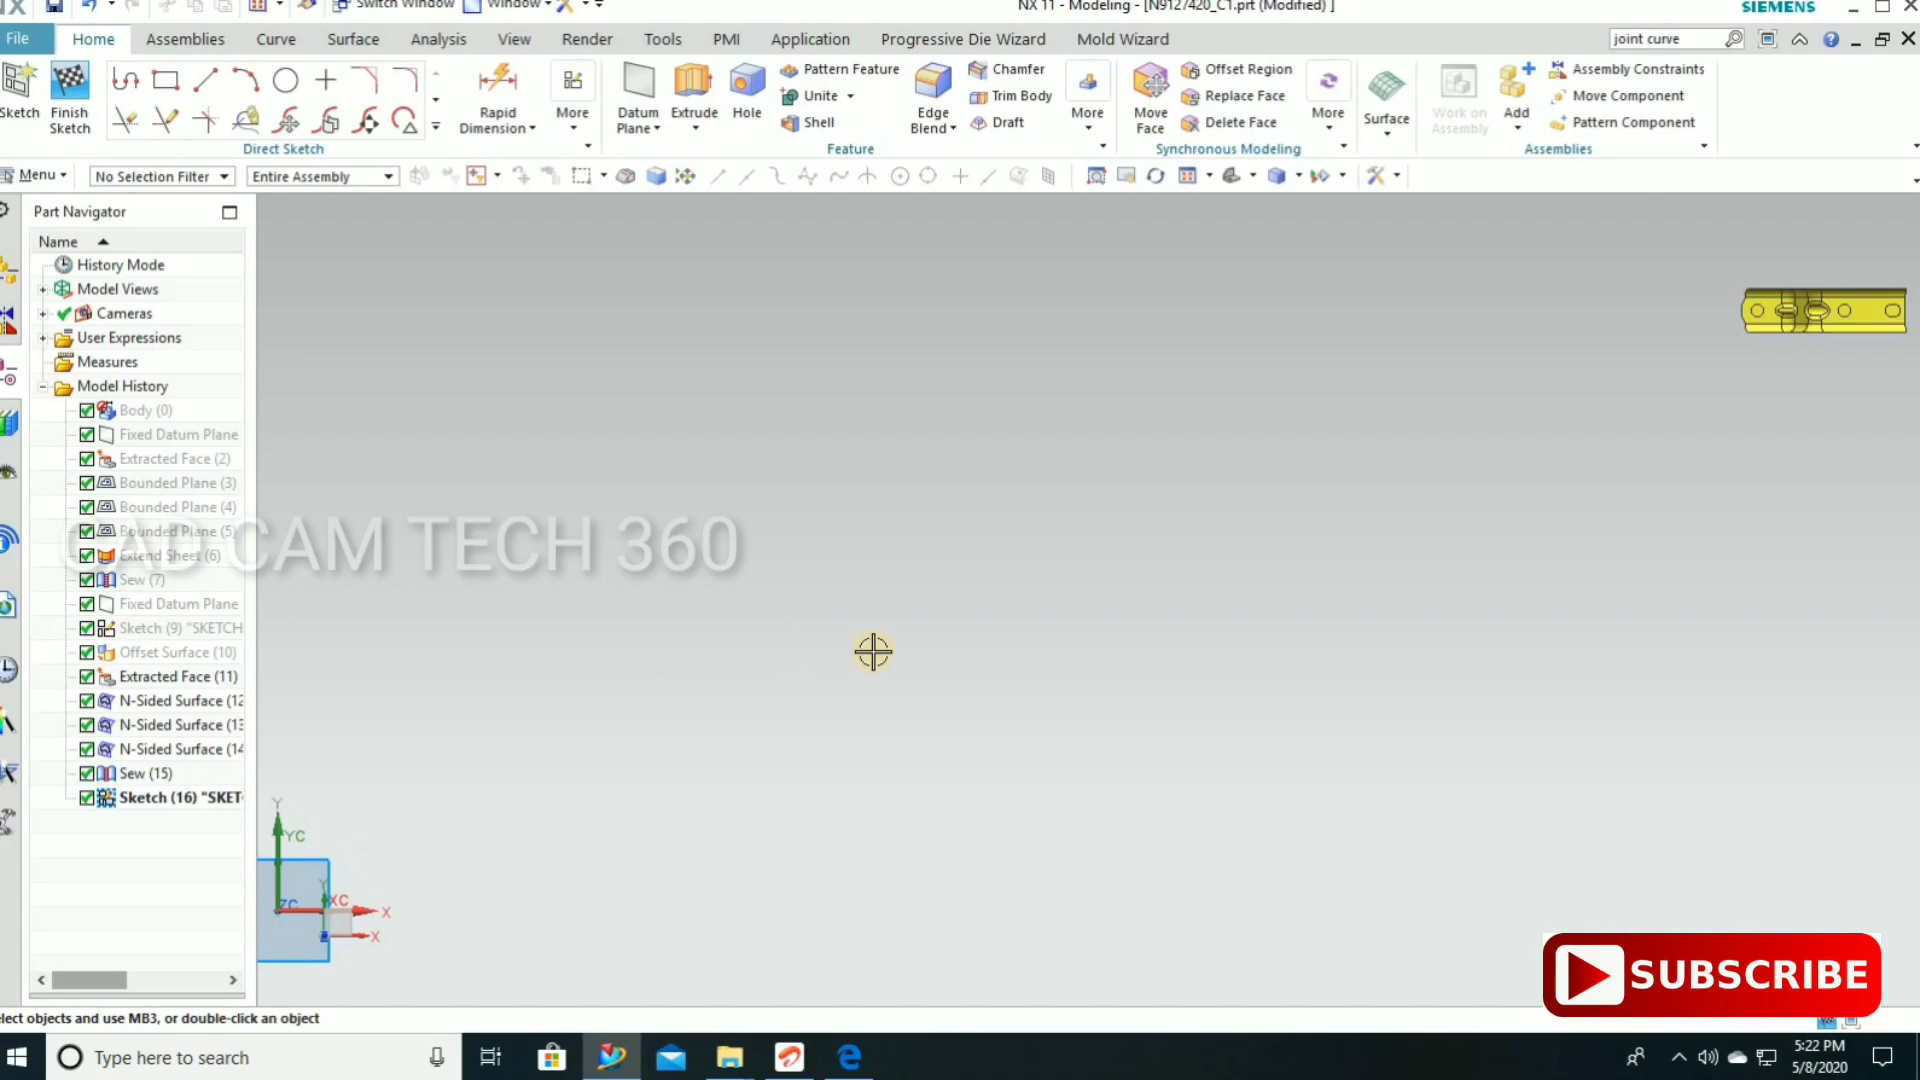 Switch Window Window NX 11 - Modeling - [N9127420_C1.prt (Modified) ] SIEMENS
File Home Assemblies Curve Surface Analysis View Render Tools PMI Application Progressive Die Wizard Mold Wizard joint curve
Sketch
Finish
Sketch
Rapid
Dimension
More
Direct Sketch
Datum
Plane
Extrude
Hole
Pattern Feature
Unite
Shell
Edge
Blend
Chamfer
Trim Body
Draft
More
Feature
Move
Face
Offset Region
Replace Face
Delete Face
More
Synchronous Modeling
Surface
Work on
Assembly
Add
Assembly Constraints
Move Component
Pattern Component
Assemblies
Menu No Selection Filter Entire Assembly
Part Navigator
Name
History Mode
Model Views
Cameras
User Expressions
Measures
Model History
Body (0)
Fixed Datum Plane
Extracted Face (2)
Bounded Plane (3)
Bounded Plane (4)
Bounded Plane (5)
Extend Sheet (6)
Sew (7)
Fixed Datum Plane
Sketch (9) "SKETCH
Offset Surface (10)
Extracted Face (11)
N-Sided Surface (12
N-Sided Surface (13
N-Sided Surface (14
Sew (15)
Sketch (16) "SKET
CAD CAM TECH 360
Y
YC
ZC
Y
XC
X
X
SUBSCRIBE
elect objects and use MB3, or double-click an object
Type here to search
5:22 PM
5/8/2020